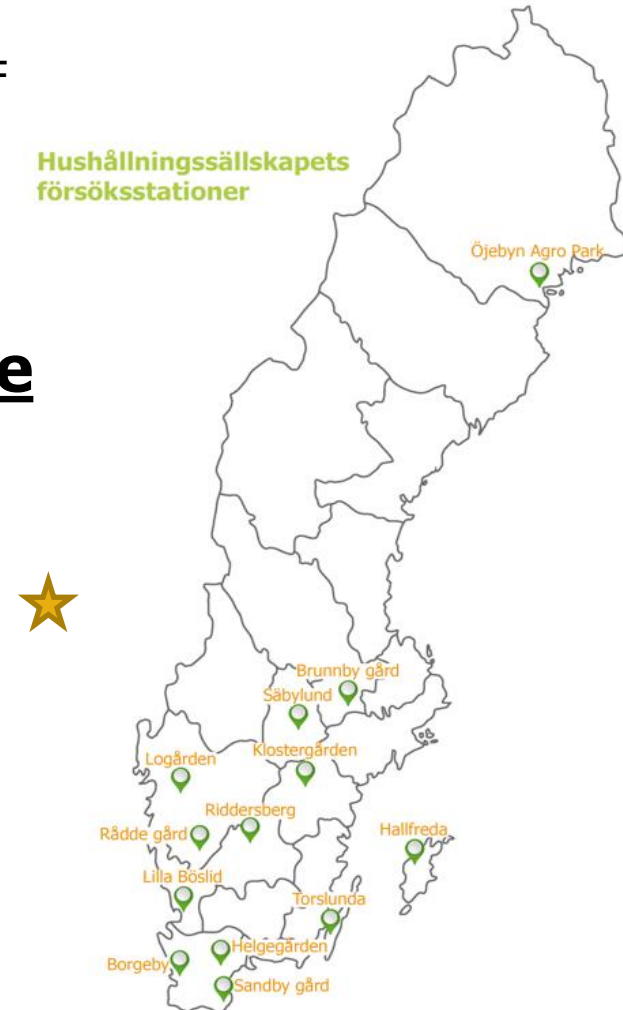 Hushållningssällskapets
försöksstationer
Öjebyn Agro Park
e
Brunnby gård
Säbylund
Klostergården
Logården
Riddersberg
Rådde gård
Hallfreda
Lilla Böslid
Torslunda
Helgegården
Borgeby
Sandby gård